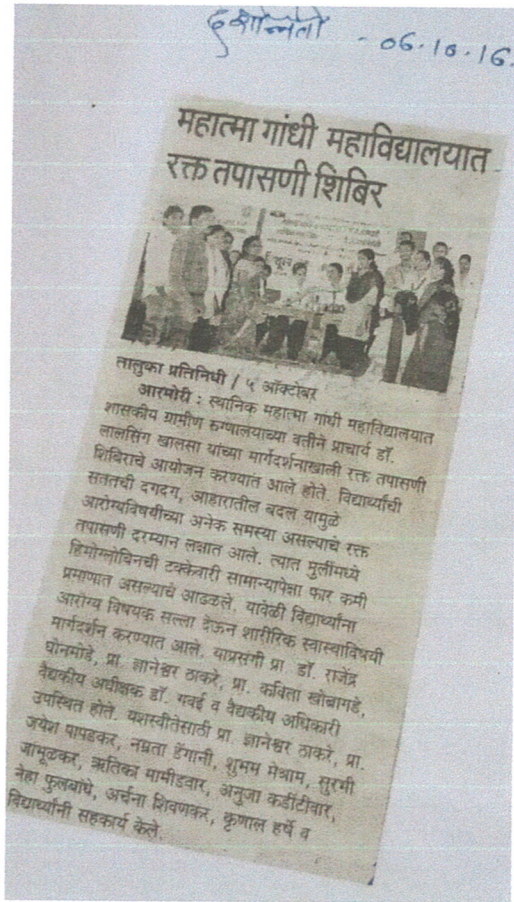 देशोन्नती
- 06.10.16.
महात्मा गांधी महाविद्यालयात
रक्त तपासणी शिबिर
तालुका प्रतिनिधी / ५ ऑक्टोबर
आरमोरी : स्थानिक महात्मा गांधी महाविद्यालयात
शासकीय ग्रामीण रुग्णालयाच्या वतीने प्राचार्य डॉ.
लालसिंग खालसा यांच्या मार्गदर्शनाखाली रक्त तपासणी
शिबिराचे आयोजन करण्यात आले होते. विद्यार्थ्यांची
सततची दगदग, आहारातील बदल यामुळे
आरोग्यविषयीच्या अनेक समस्या असल्याचे रक्त
तपासणी दरम्यान लक्षात आले. त्यात मुलींमध्ये
हिमोग्लोबिनची टक्केवारी सामान्यापेक्षा फार कमी
प्रमाणात असल्याचे आढळले. यावेळी विद्यार्थ्यांना
आरोग्य विषयक सल्ला देऊन शारीरिक स्वास्थाविषयी
मार्गदर्शन करण्यात आले. याप्रसंगी प्रा. डॉ. राजेंद्र
घोनमोडे, प्रा. ज्ञानेश्वर ठाकरे, प्रा. कविता खोब्रागडे,
वैद्यकीय अधीक्षक डॉ. गवई व वैद्यकीय अधिकारी
उपस्थित होते. यशस्वीतेसाठी प्रा. ज्ञानेश्वर ठाकरे, प्रा.
जयेश पापडकर, नम्रता डेंगानी, शुभम मेश्राम, सुरभी
जांभूळकर, ऋतिका मामीडवार, अनुजा कडीटीवार,
नेहा फुलबांधे, अर्चना शिवणकर, कृणाल हर्षे व
विद्यार्थ्यांनी सहकार्य केले.